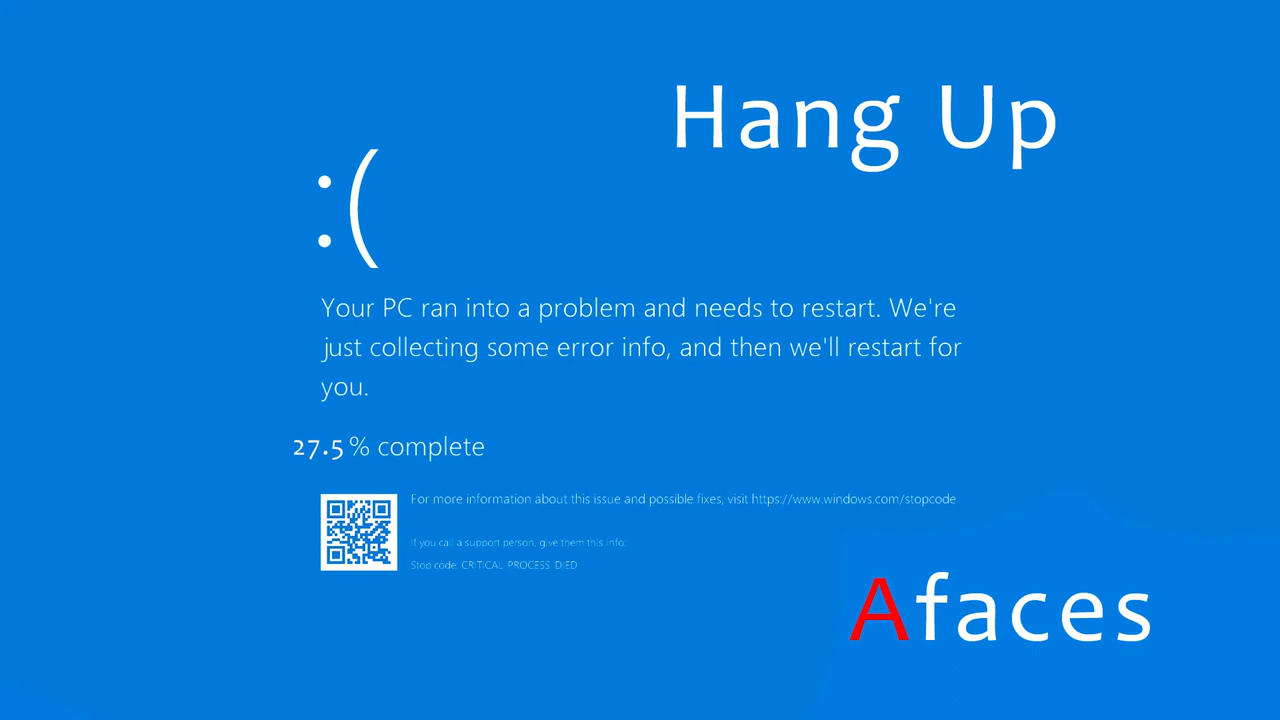 Hang Up
:(
Your PC ran into a problem and needs to restart. We're
just collecting some error info, and then we'll restart for
you.
27.5% complete
For more information about this issue and possible fixes, visit https://www.windows.com/stopcode
If you call a support person, give them this info:
Stop code: CRITICAL_PROCESS_DIED
Afaces